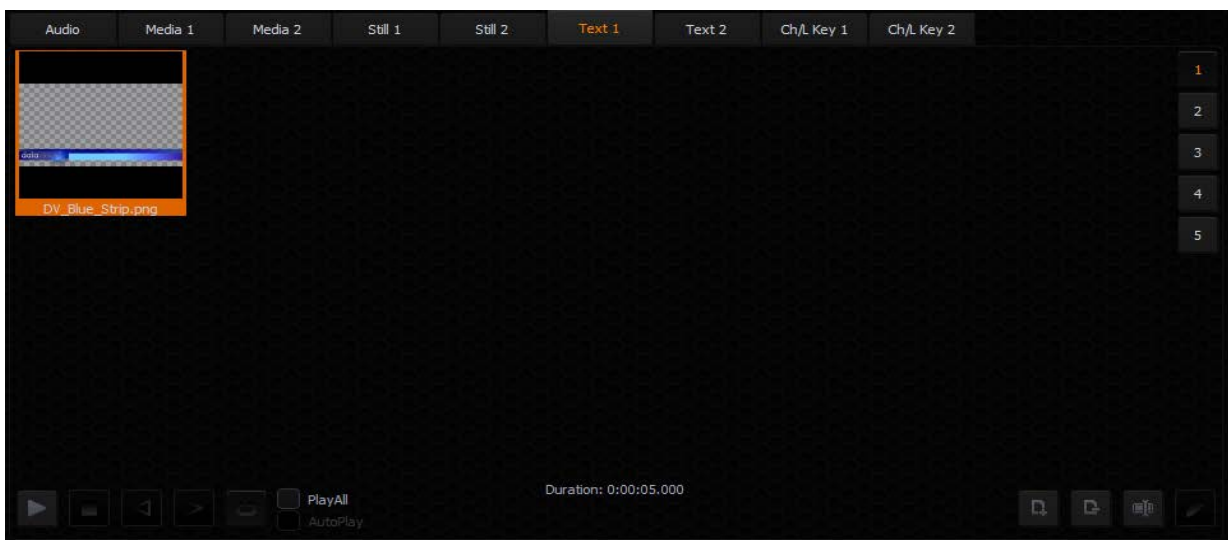 Audio Media 1 Media 2 Still 1 Still 2 Text 1 Text 2 Ch/L Key 1 Ch/L Key 2
1
2
3
4
5
DV_Blue_Strip.png
Duration: 0:00:05.000
PlayAll
AutoPlay